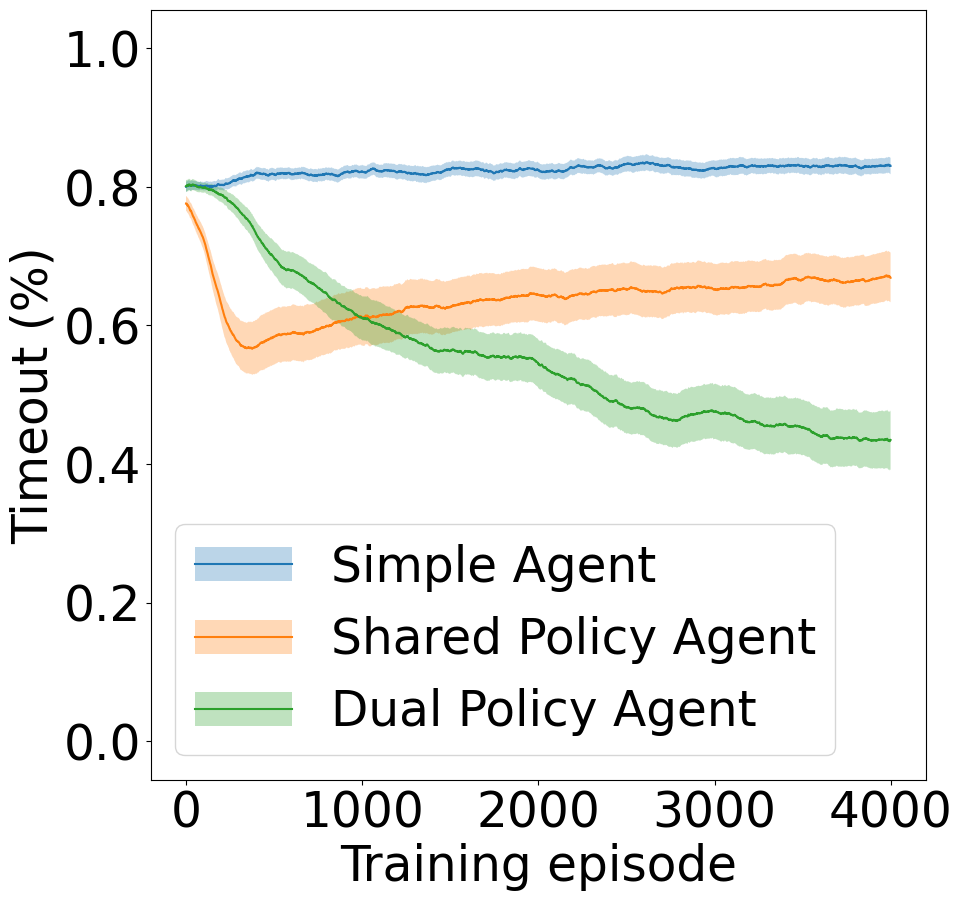 Timeout (%)
1.0
0.8
0.6
0.4
0.2
0.0
Simple Agent
Shared Policy Agent
Dual Policy Agent
0 1000 2000 3000 4000
Training episode